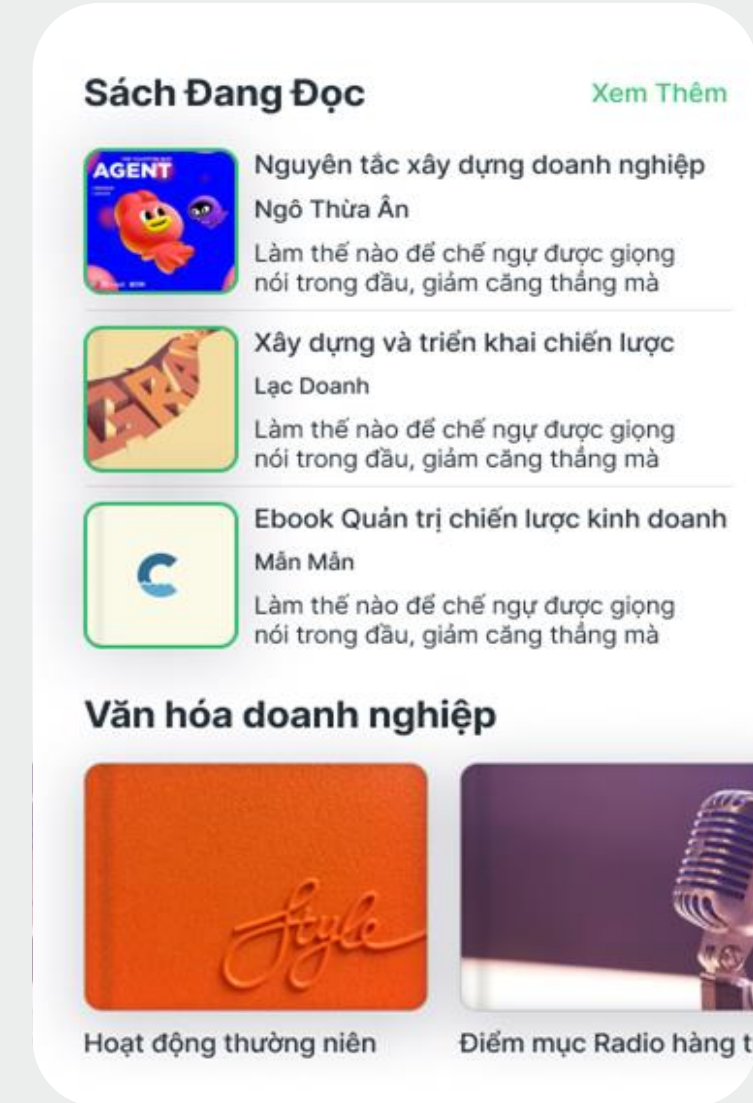 Sách Đang Đọc
Xem Thêm
AGENT
Nguyên tắc xây dựng doanh nghiệp
Ngô Thừa Ân
Làm thế nào để chế ngự được giọng
nói trong đầu, giảm căng thẳng mà
GRA
Xây dựng và triển khai chiến lược
Lạc Doanh
Làm thế nào để chế ngự được giọng
nói trong đầu, giảm căng thẳng mà
C
Ebook Quản trị chiến lược kinh doanh
Mẫn Mẫn
Làm thế nào để chế ngự được giọng
nói trong đầu, giảm căng thẳng mà
Văn hóa doanh nghiệp
Style
Hoạt động thường niên
Điểm mục Radio hàng t